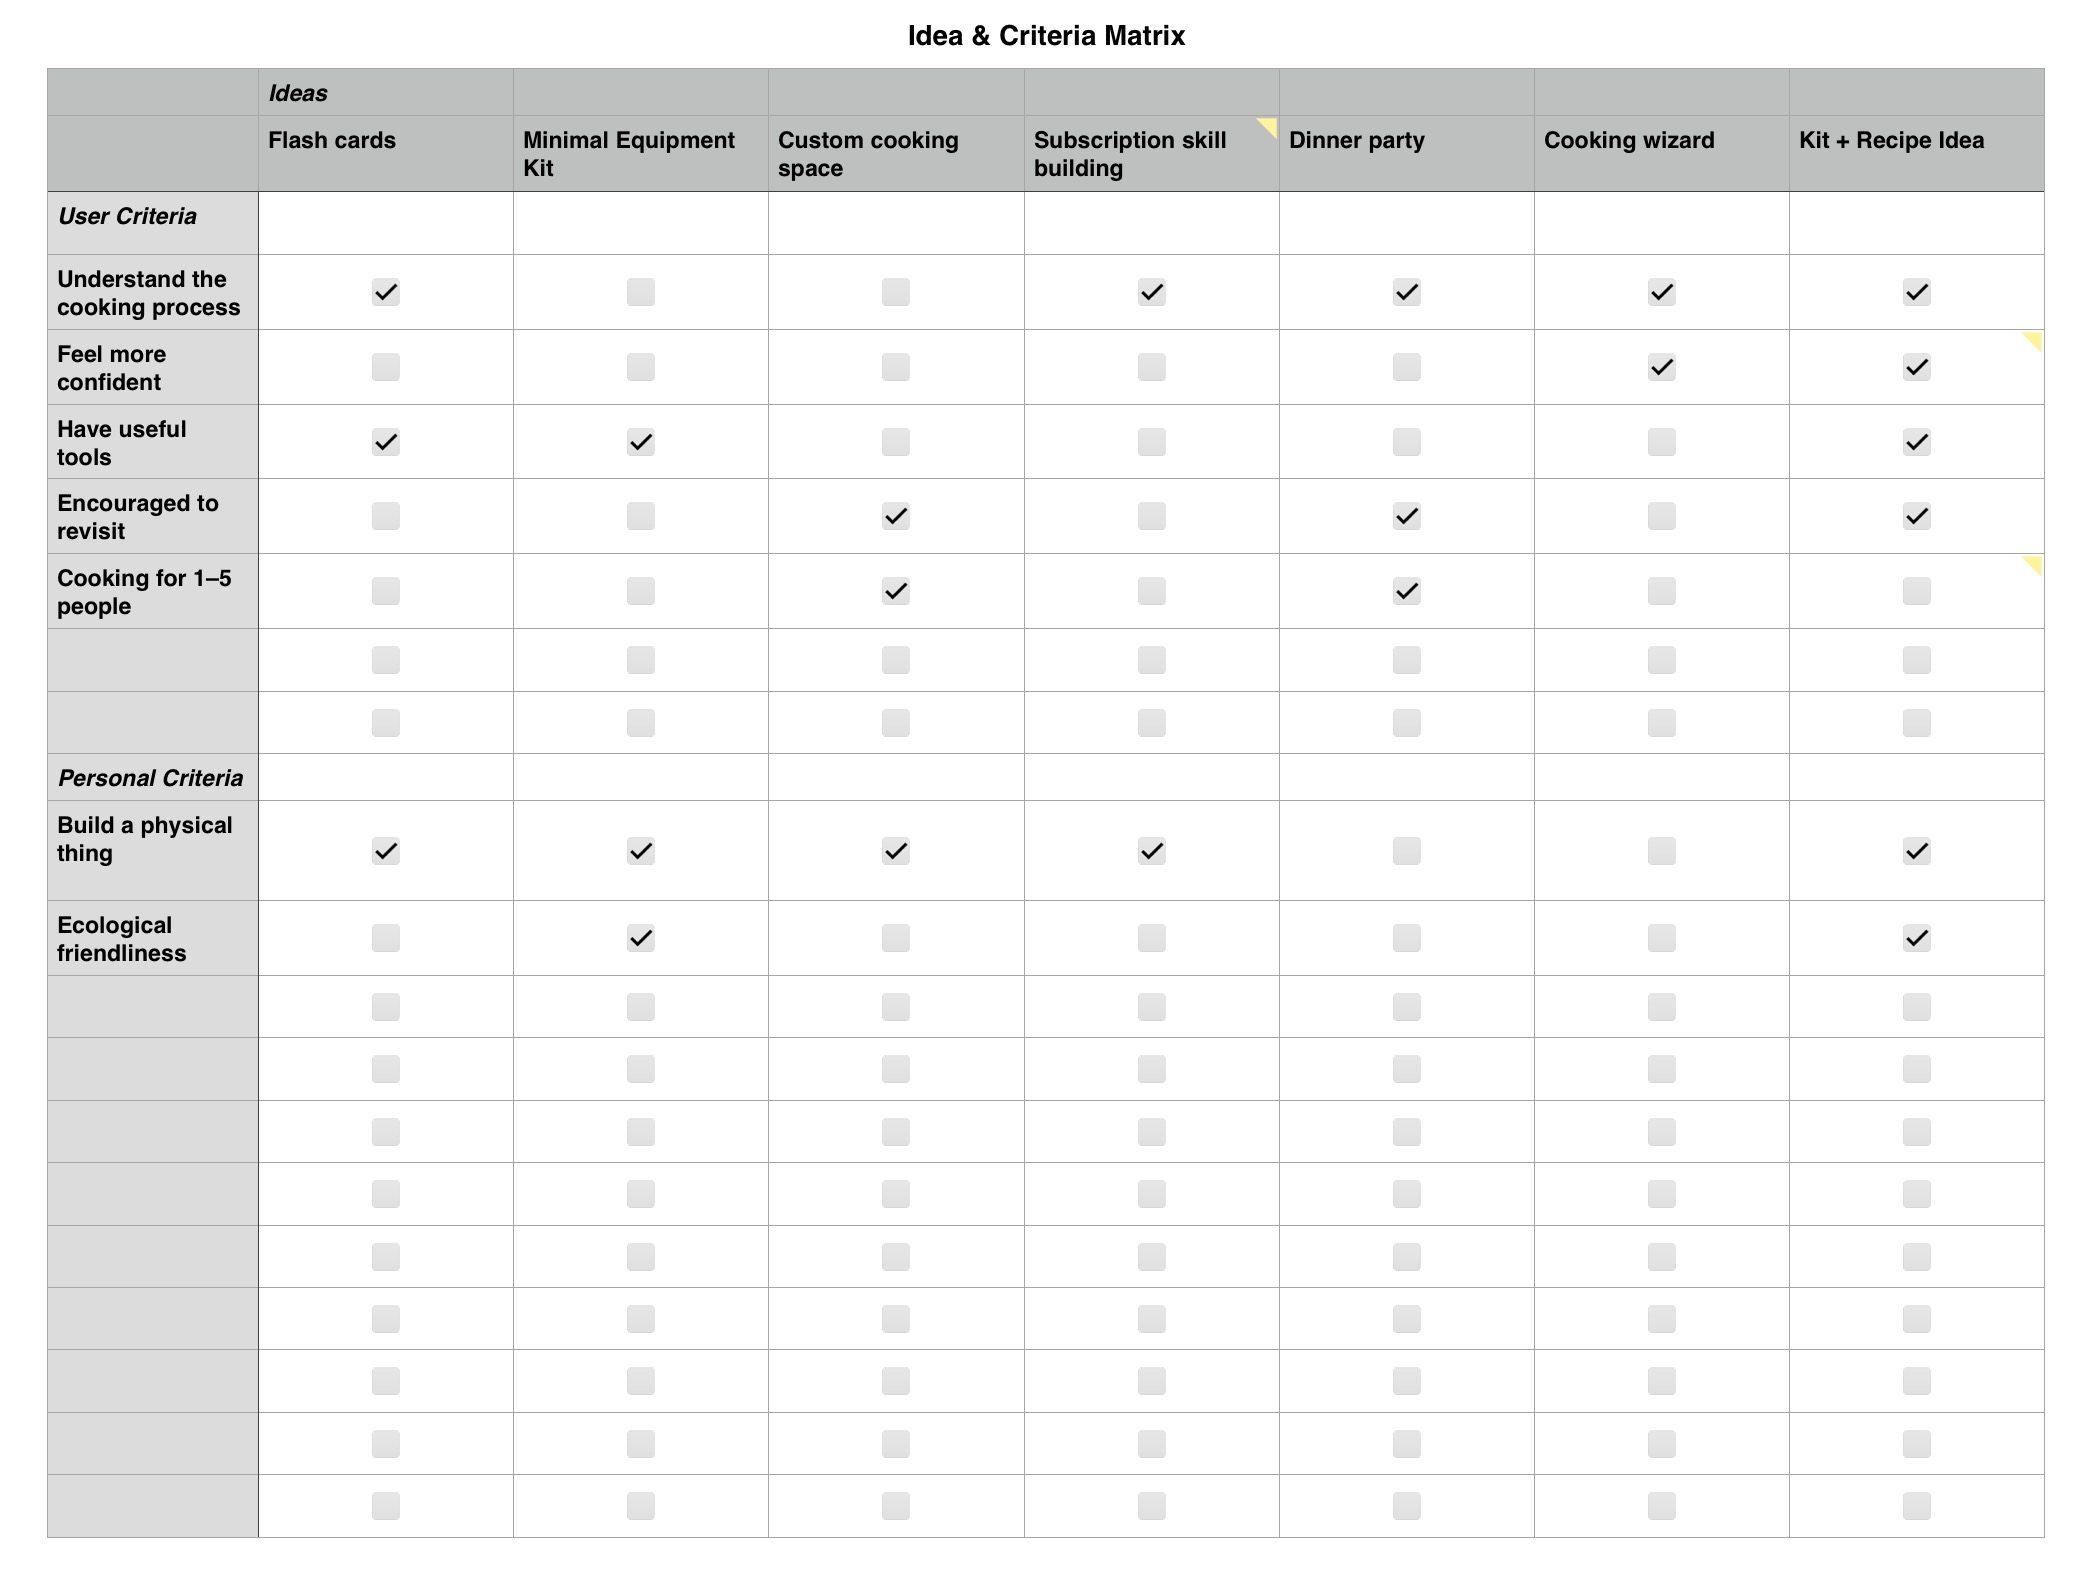 Idea & Criteria Matrix
Ideas
Flash cards
Minimal Equipment
Kit
Custom cooking
space
Subscription skill
building
Dinner party
Cooking wizard
Kit + Recipe Idea
User Criteria
Understand the
cooking process
Feel more
confident
Have useful
tools
Encouraged to
revisit
Cooking for 1–5
people
Personal Criteria
Build a physical
thing
Ecological
friendliness